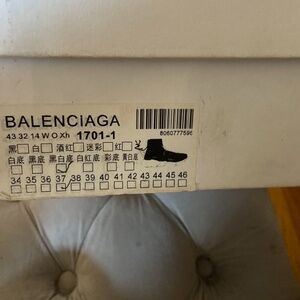 BALENCIAGA
43 32 14 W O Xh 1701-1
8060777596
黑□ 白□ 酒红□ 迷彩□ 红□
白底 黑底 黑白底 白红底 彩底 黄白底
34 35 36 37 38 39 40 41 42 43 44 45 46